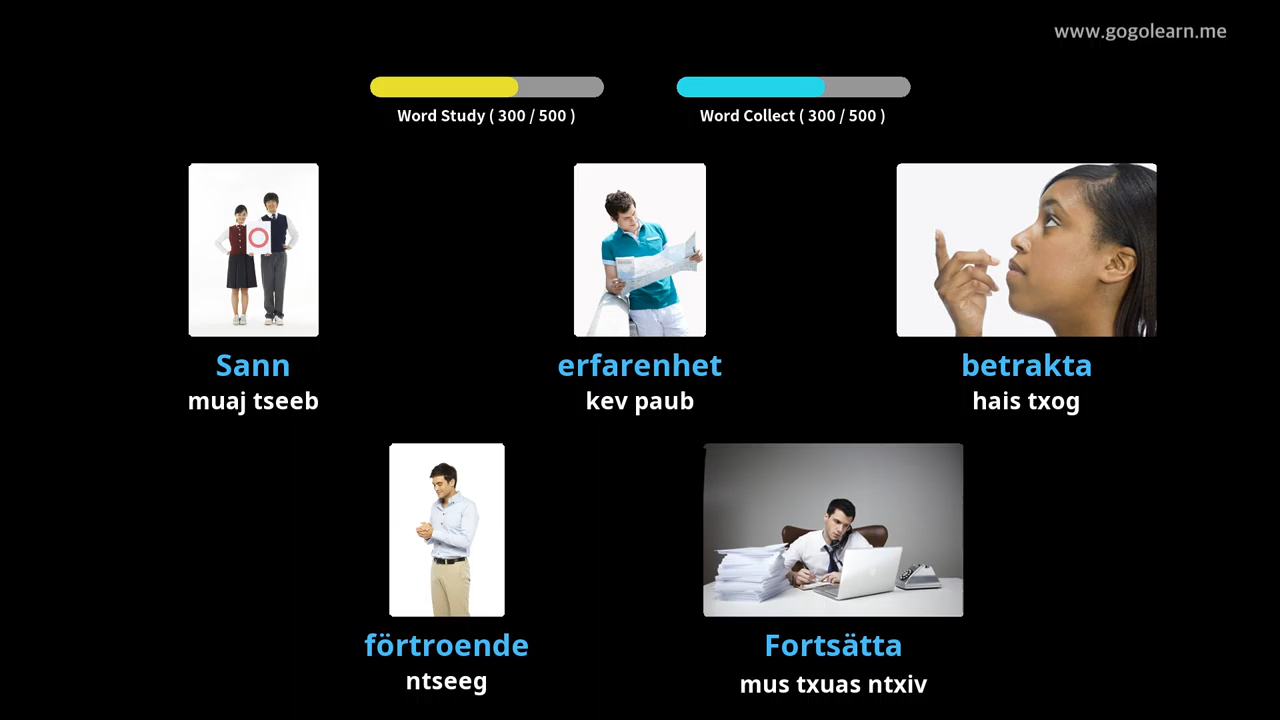 www.gogolearn.me
Word Study ( 300 / 500 )
Word Collect ( 300 / 500 )
Sann
muaj tseeb
erfarenhet
kev paub
betrakta
hais txog
förtroende
ntseeg
Fortsätta
mus txuas ntxiv